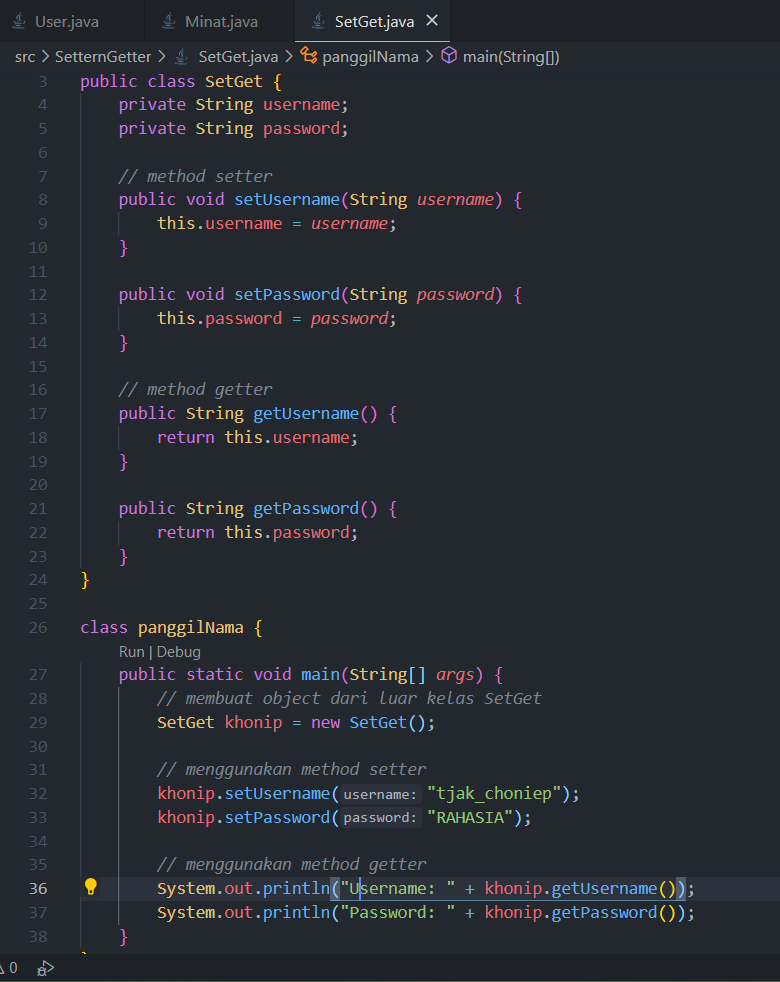 User.java Minat.java SetGet.java ×
src > SetternGetter > SetGet.java > panggilNama > main(String[])
3 public class SetGet {
4 private String username;
5 private String password;
6
7 // method setter
8 public void setUsername(String username) {
9 this.username = username;
10 }
11
12 public void setPassword(String password) {
13 this.password = password;
14 }
15
16 // method getter
17 public String getUsername() {
18 return this.username;
19 }
20
21 public String getPassword() {
22 return this.password;
23 }
24 }
25
26 class panggilNama {
Run | Debug
27 public static void main(String[] args) {
28 // membuat object dari luar kelas SetGet
29 SetGet khonip = new SetGet();
30
31 // menggunakan method setter
32 khonip.setUsername(username: "tjak_choniep");
33 khonip.setPassword(password: "RAHASIA");
34
35 // menggunakan method getter
36 System.out.println("Username: " + khonip.getUsername());
37 System.out.println("Password: " + khonip.getPassword());
38 }
0